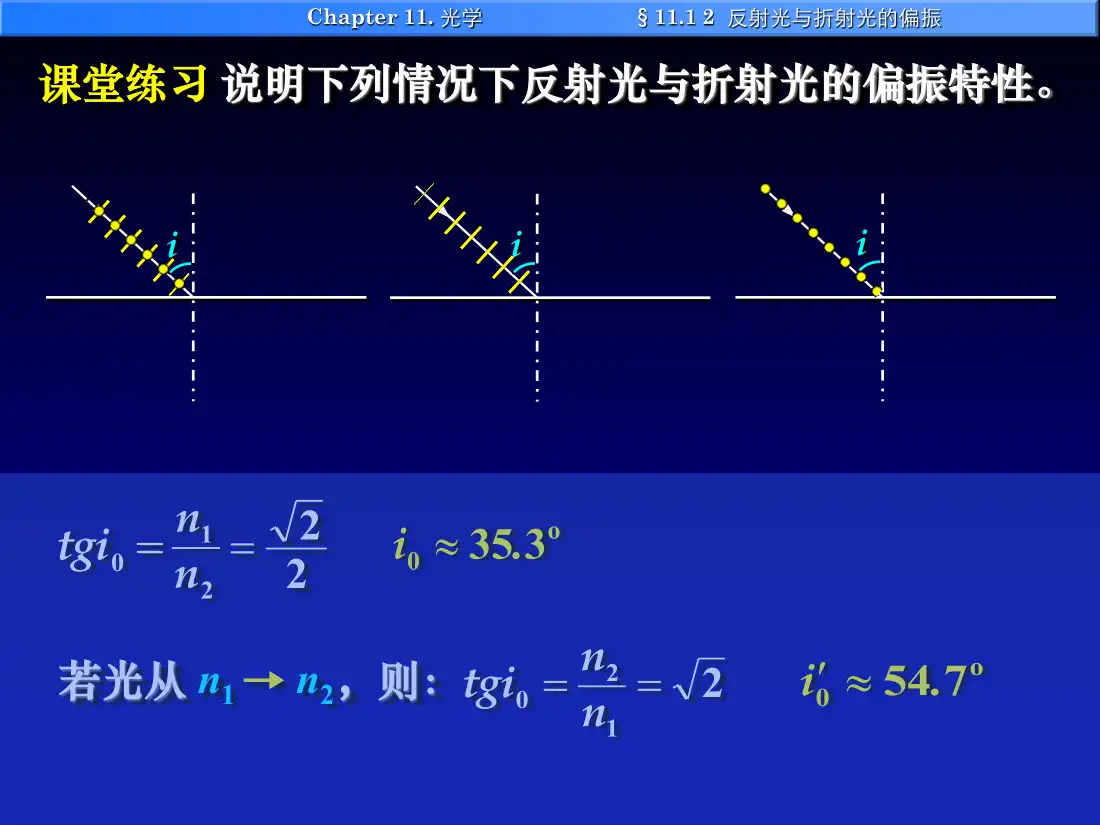 Chapter 11. 光学 § 11.1 2 反射光与折射光的偏振
课堂练习 说明下列情况下反射光与折射光的偏振特性。
i i i
tgi₀ = n₁/n₂ = √2/2 i₀ ≈ 35.3º
若光从 n₁ → n₂，则： tgi₀ = n₂/n₁ = √2 i₀′ ≈ 54.7º